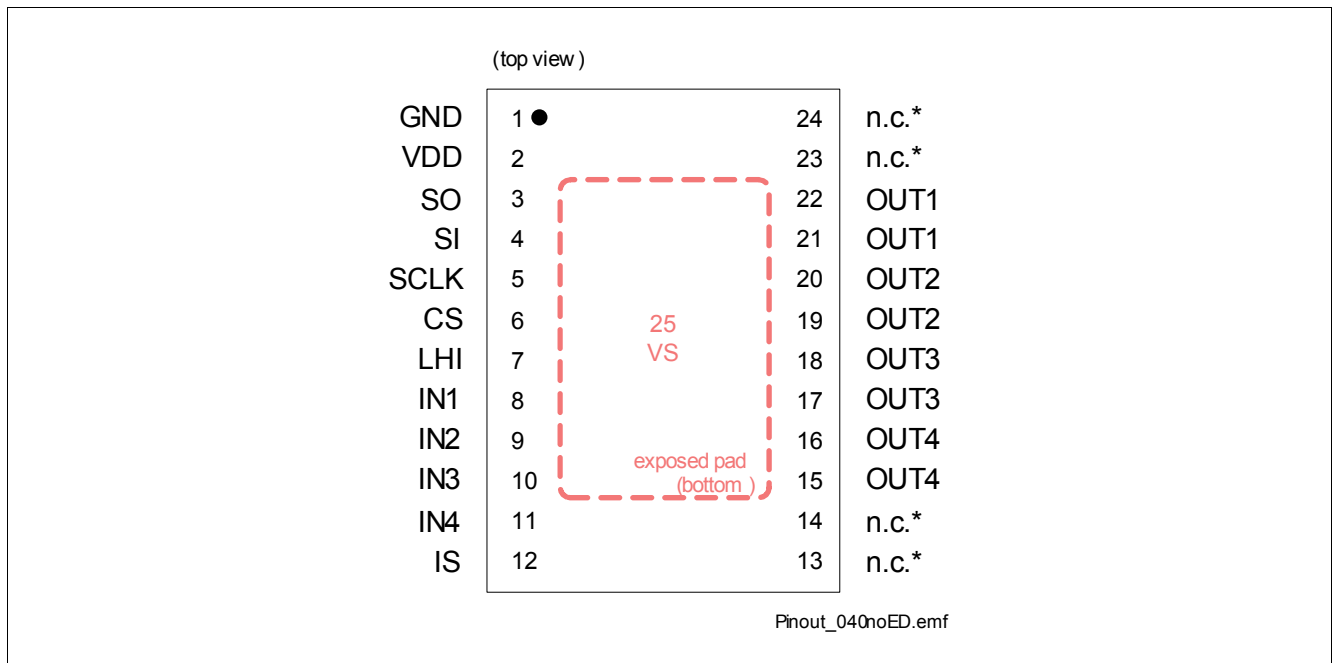 (top view )
GND 1 24 n.c.*
VDD 2 23 n.c.*
SO 3 22 OUT1
SI 4 21 OUT1
SCLK 5 20 OUT2
CS 6 19 OUT2
LHI 7 18 OUT3
IN1 8 17 OUT3
IN2 9 16 OUT4
IN3 10 15 OUT4
IN4 11 14 n.c.*
IS 12 13 n.c.*
25
VS
exposed pad
(bottom )
Pinout_040noED.emf